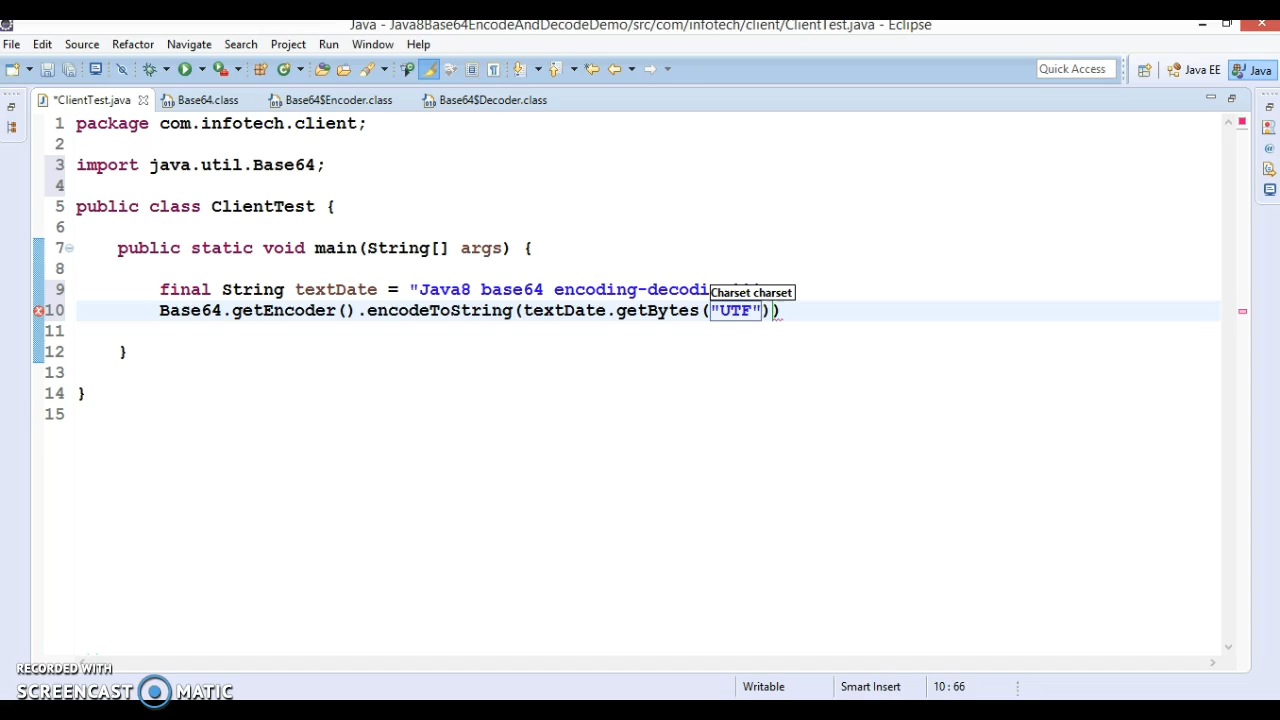 Java - Java8Base64EncodeAndDecodeDemo/src/com/infotech/client/ClientTest.java - Eclipse
File Edit Source Refactor Navigate Search Project Run Window Help
Quick Access Java EE Java
*ClientTest.java Base64.class Base64$Encoder.class Base64$Decoder.class
1 package com.infotech.client;
2
3 import java.util.Base64;
4
5 public class ClientTest {
6
7 public static void main(String[] args) {
8
9 final String textDate = "Java8 base64 encoding-decodi
Charset charset
10 Base64.getEncoder().encodeToString(textDate.getBytes("UTF"))
11
12 }
13
14 }
15
RECORDED WITH
SCREENCAST MATIC
Writable Smart Insert 10 : 66